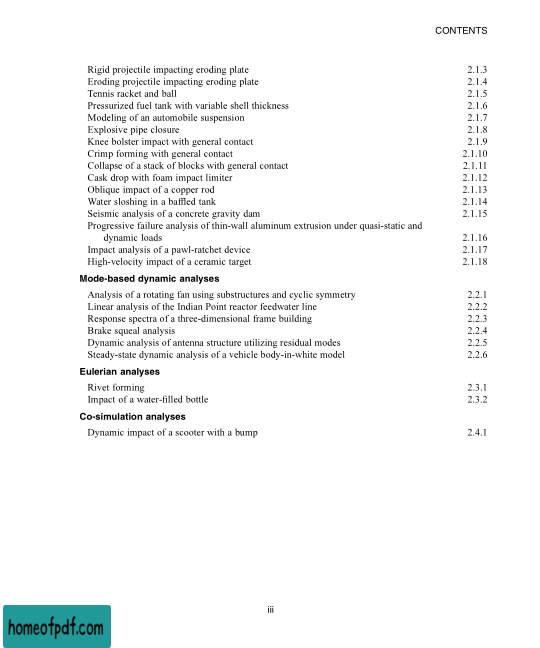 CONTENTS
Rigid projectile impacting eroding plate 2.1.3
Eroding projectile impacting eroding plate 2.1.4
Tennis racket and ball 2.1.5
Pressurized fuel tank with variable shell thickness 2.1.6
Modeling of an automobile suspension 2.1.7
Explosive pipe closure 2.1.8
Knee bolster impact with general contact 2.1.9
Crimp forming with general contact 2.1.10
Collapse of a stack of blocks with general contact 2.1.11
Cask drop with foam impact limiter 2.1.12
Oblique impact of a copper rod 2.1.13
Water sloshing in a baffled tank 2.1.14
Seismic analysis of a concrete gravity dam 2.1.15
Progressive failure analysis of thin-wall aluminum extrusion under quasi-static and
dynamic loads 2.1.16
Impact analysis of a pawl-ratchet device 2.1.17
High-velocity impact of a ceramic target 2.1.18
Mode-based dynamic analyses
Analysis of a rotating fan using substructures and cyclic symmetry 2.2.1
Linear analysis of the Indian Point reactor feedwater line 2.2.2
Response spectra of a three-dimensional frame building 2.2.3
Brake squeal analysis 2.2.4
Dynamic analysis of antenna structure utilizing residual modes 2.2.5
Steady-state dynamic analysis of a vehicle body-in-white model 2.2.6
Eulerian analyses
Rivet forming 2.3.1
Impact of a water-filled bottle 2.3.2
Co-simulation analyses
Dynamic impact of a scooter with a bump 2.4.1
iii
homeofpdf.com